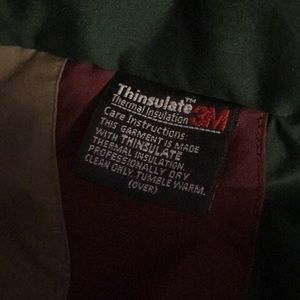 Thinsulate™
Thermal Insulation 3M
Care Instructions:
THIS GARMENT IS MADE
WITH THINSULATE
THERMAL INSULATION.
PROFESSIONALLY DRY
CLEAN ONLY, TUMBLE WARM.
(OVER)